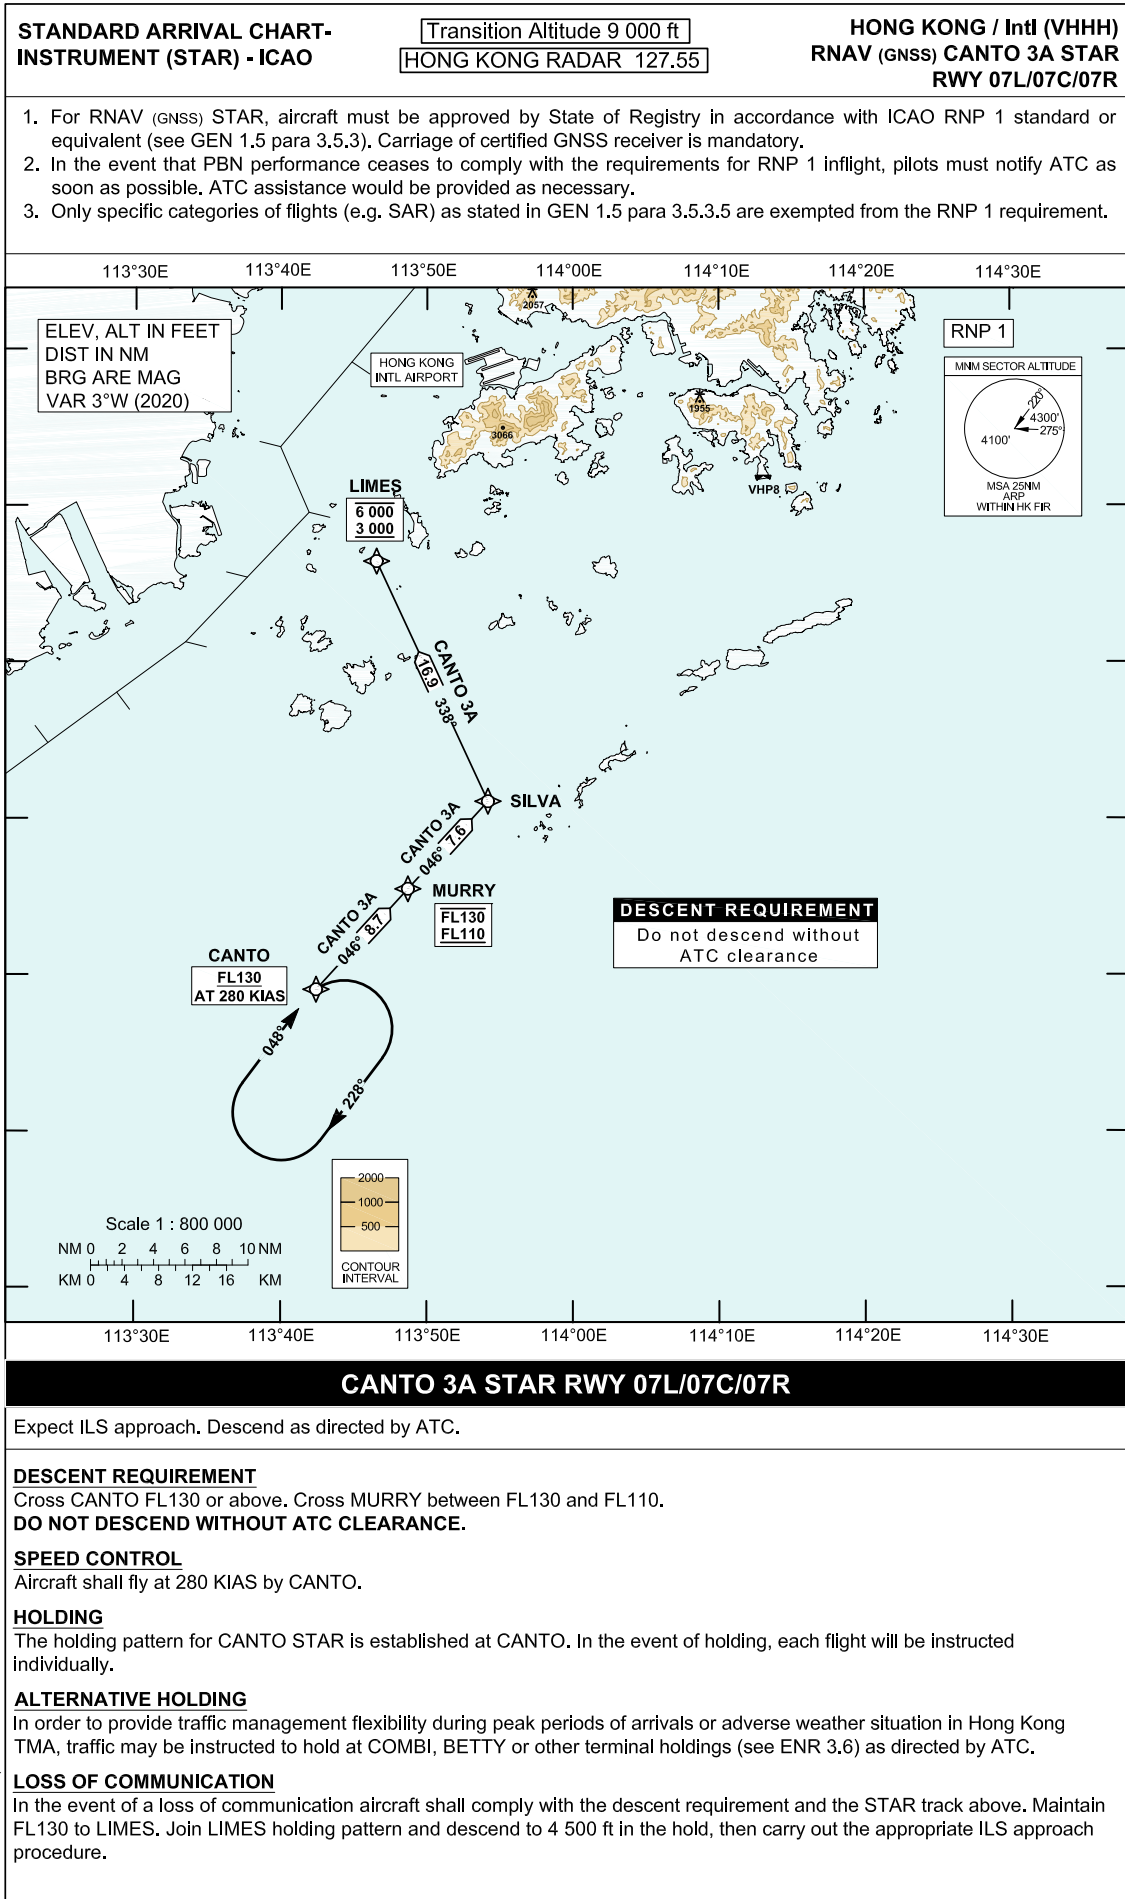 STANDARD ARRIVAL CHART-
INSTRUMENT (STAR) - ICAO
Transition Altitude 9 000 ft
HONG KONG RADAR 127.55
HONG KONG / Intl (VHHH)
RNAV (GNSS) CANTO 3A STAR
RWY 07L/07C/07R
1. For RNAV (GNSS) STAR, aircraft must be approved by State of Registry in accordance with ICAO RNP 1 standard or
equivalent (see GEN 1.5 para 3.5.3). Carriage of certified GNSS receiver is mandatory.
2. In the event that PBN performance ceases to comply with the requirements for RNP 1 inflight, pilots must notify ATC as
soon as possible. ATC assistance would be provided as necessary.
3. Only specific categories of flights (e.g. SAR) as stated in GEN 1.5 para 3.5.3.5 are exempted from the RNP 1 requirement.
113°30E 113°40E 113°50E 114°00E 114°10E 114°20E 114°30E
ELEV, ALT IN FEET
DIST IN NM
BRG ARE MAG
VAR 3°W (2020)
2057
HONG KONG
INTL AIRPORT
1955
3066
VHP8
RNP 1
MNM SECTOR ALTITUDE
220°
4300'
275°
4100'
MSA 25NM
ARP
WITHIN HK FIR
LIMES
6 000
3 000
CANTO 3A
16.9
338°
SILVA
CANTO 3A
046° 7.6
MURRY
FL130
FL110
CANTO 3A
046° 8.7
CANTO
FL130
AT 280 KIAS
048°
228°
DESCENT REQUIREMENT
Do not descend without
ATC clearance
2000
1000
500
CONTOUR
INTERVAL
Scale 1 : 800 000
NM 0 2 4 6 8 10 NM
KM 0 4 8 12 16 KM
113°30E 113°40E 113°50E 114°00E 114°10E 114°20E 114°30E
CANTO 3A STAR RWY 07L/07C/07R
Expect ILS approach. Descend as directed by ATC.
DESCENT REQUIREMENT
Cross CANTO FL130 or above. Cross MURRY between FL130 and FL110.
DO NOT DESCEND WITHOUT ATC CLEARANCE.
SPEED CONTROL
Aircraft shall fly at 280 KIAS by CANTO.
HOLDING
The holding pattern for CANTO STAR is established at CANTO. In the event of holding, each flight will be instructed
individually.
ALTERNATIVE HOLDING
In order to provide traffic management flexibility during peak periods of arrivals or adverse weather situation in Hong Kong
TMA, traffic may be instructed to hold at COMBI, BETTY or other terminal holdings (see ENR 3.6) as directed by ATC.
LOSS OF COMMUNICATION
In the event of a loss of communication aircraft shall comply with the descent requirement and the STAR track above. Maintain
FL130 to LIMES. Join LIMES holding pattern and descend to 4 500 ft in the hold, then carry out the appropriate ILS approach
procedure.